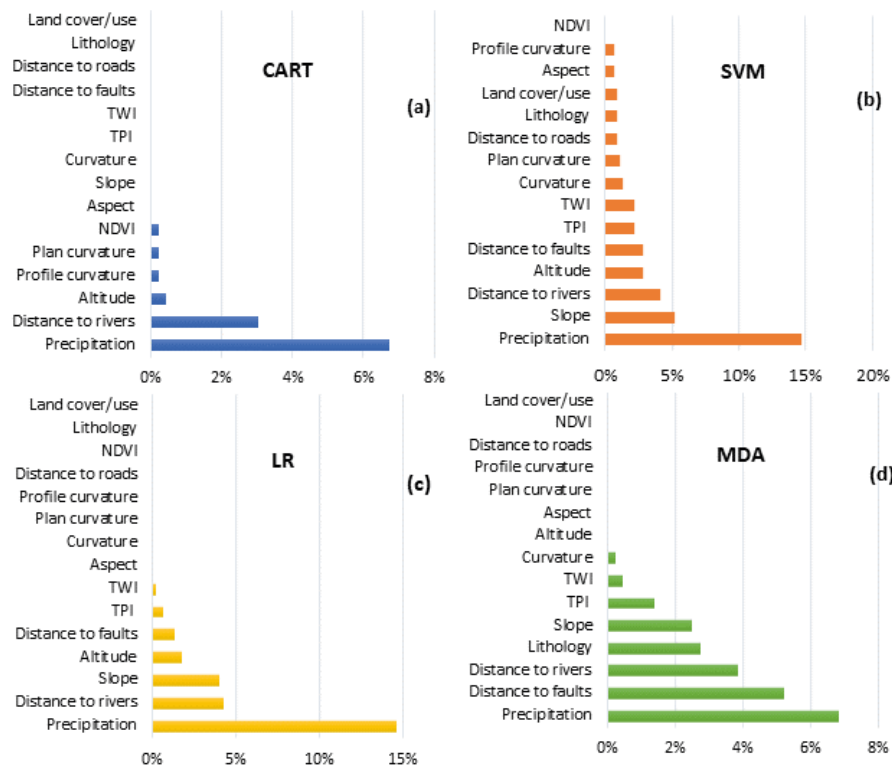 CART
(a)
Land cover/use
Lithology
Distance to roads
Distance to faults
TWI
TPI
Curvature
Slope
Aspect
NDVI
Plan curvature
Profile curvature
Altitude
Distance to rivers
Precipitation
0% 2% 4% 6% 8%
SVM
(b)
NDVI
Profile curvature
Aspect
Land cover/use
Lithology
Distance to roads
Plan curvature
Curvature
TWI
TPI
Distance to faults
Altitude
Distance to rivers
Slope
Precipitation
0% 5% 10% 15% 20%
LR
(c)
Land cover/use
Lithology
NDVI
Distance to roads
Profile curvature
Plan curvature
Curvature
Aspect
TWI
TPI
Distance to faults
Altitude
Slope
Distance to rivers
Precipitation
0% 5% 10% 15%
MDA
(d)
Land cover/use
NDVI
Distance to roads
Profile curvature
Plan curvature
Aspect
Altitude
Curvature
TWI
TPI
Slope
Lithology
Distance to rivers
Distance to faults
Precipitation
0% 2% 4% 6% 8%